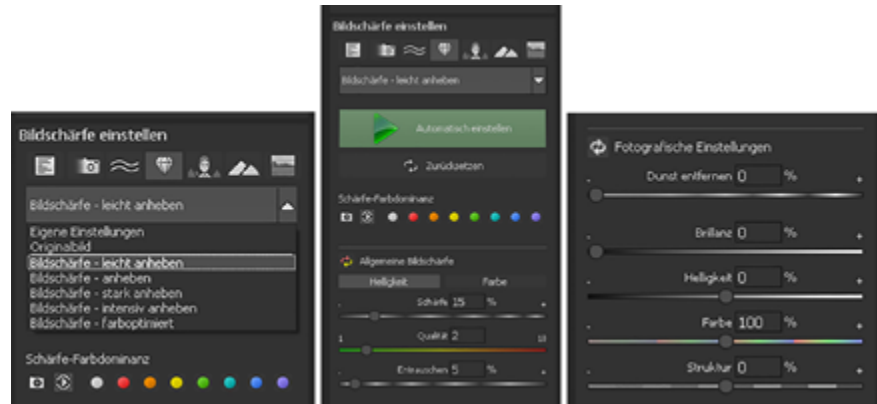 Bildschärfe einstellen
Bildschärfe - leicht anheben
Eigene Einstellungen
Originalbild
Bildschärfe - leicht anheben
Bildschärfe - anheben
Bildschärfe - stark anheben
Bildschärfe - intensiv anheben
Bildschärfe - farboptimiert
Schärfe-Farbdominanz
Bildschärfe einstellen
Bildschärfe - leicht anheben
Automatisch einstellen
Zurücksetzen
Schärfe-Farbdominanz
Allgemeine Bildschärfe
Helligkeit Farbe
- Schärfe 15 % +
1 Qualität 2 10
- Entrauschen 5 % +
Fotografische Einstellungen
- Dunst entfernen 0 % +
- Brillanz 0 % +
- Helligkeit 0 % +
- Farbe 100 % +
- Struktur 0 % +